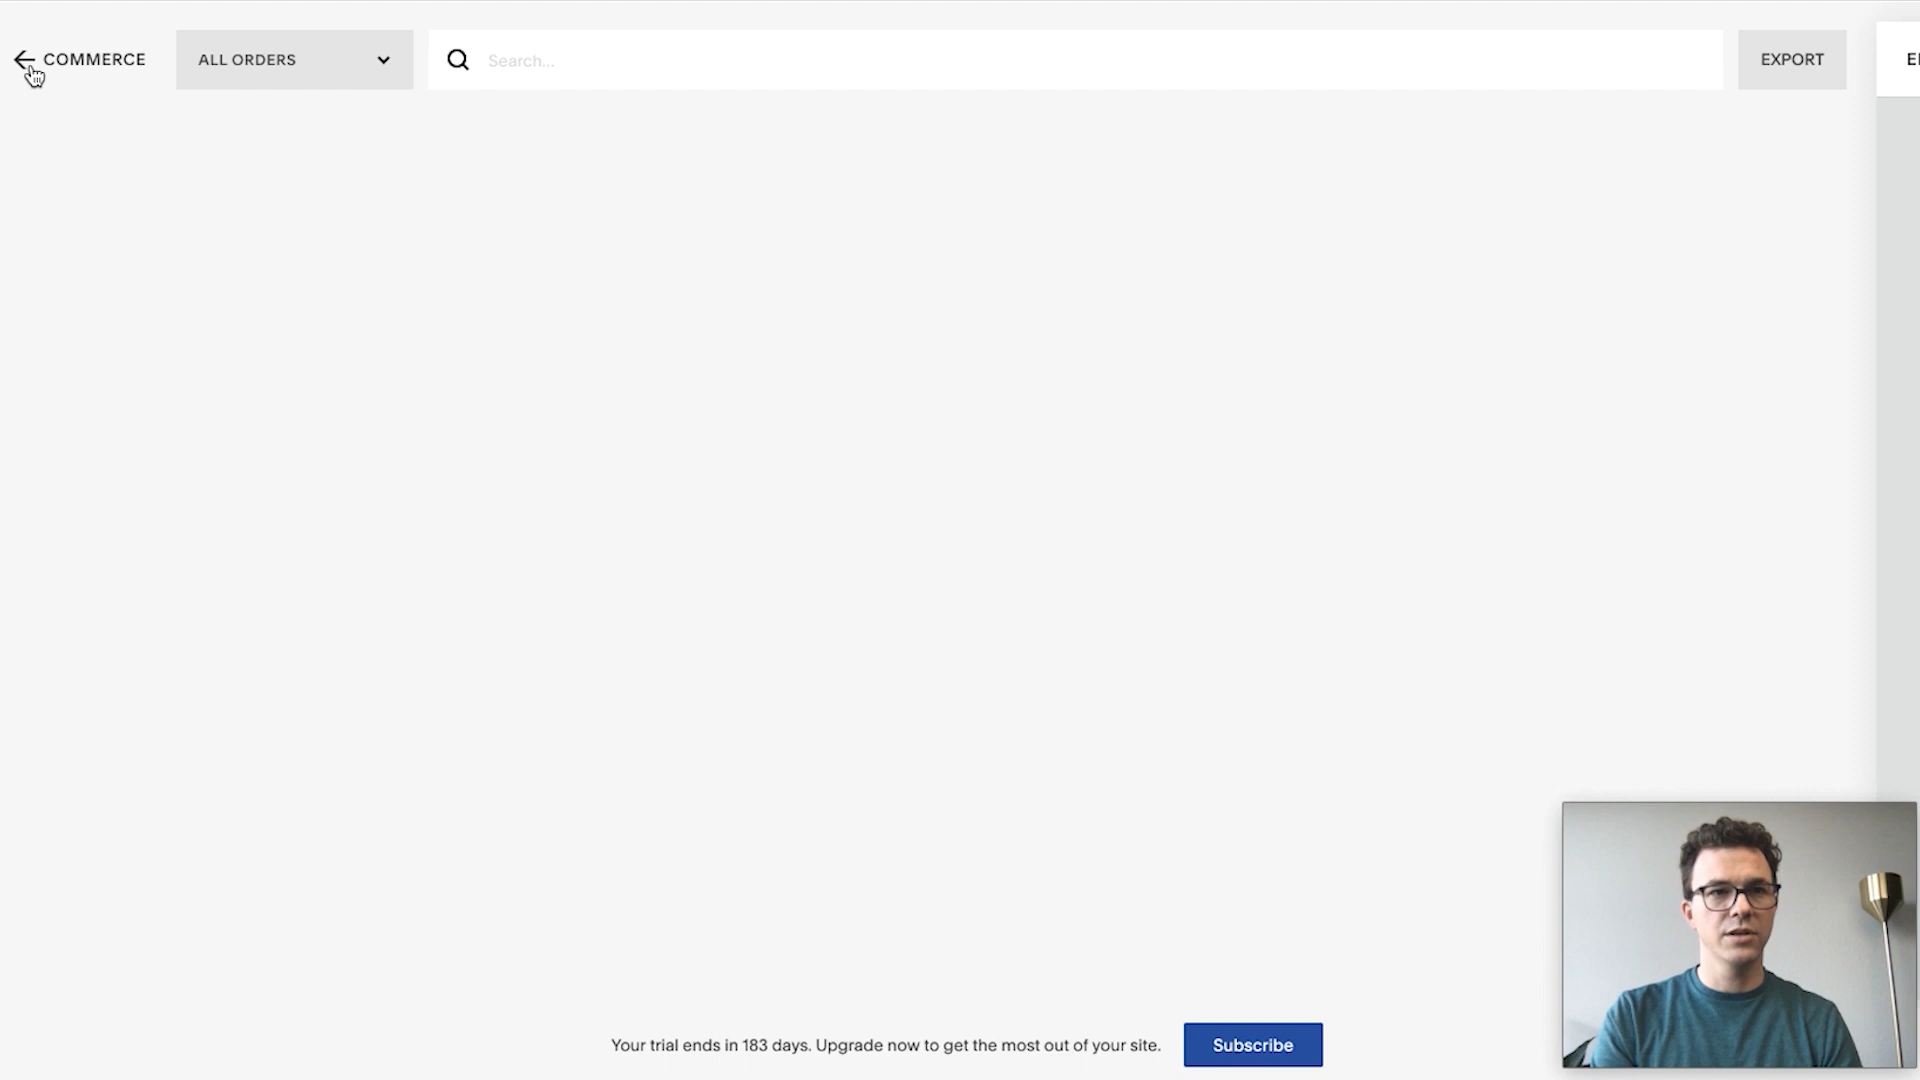 COMMERCE
ALL ORDERS
Search...
EXPORT
Your trial ends in 183 days. Upgrade now to get the most out of your site.
Subscribe